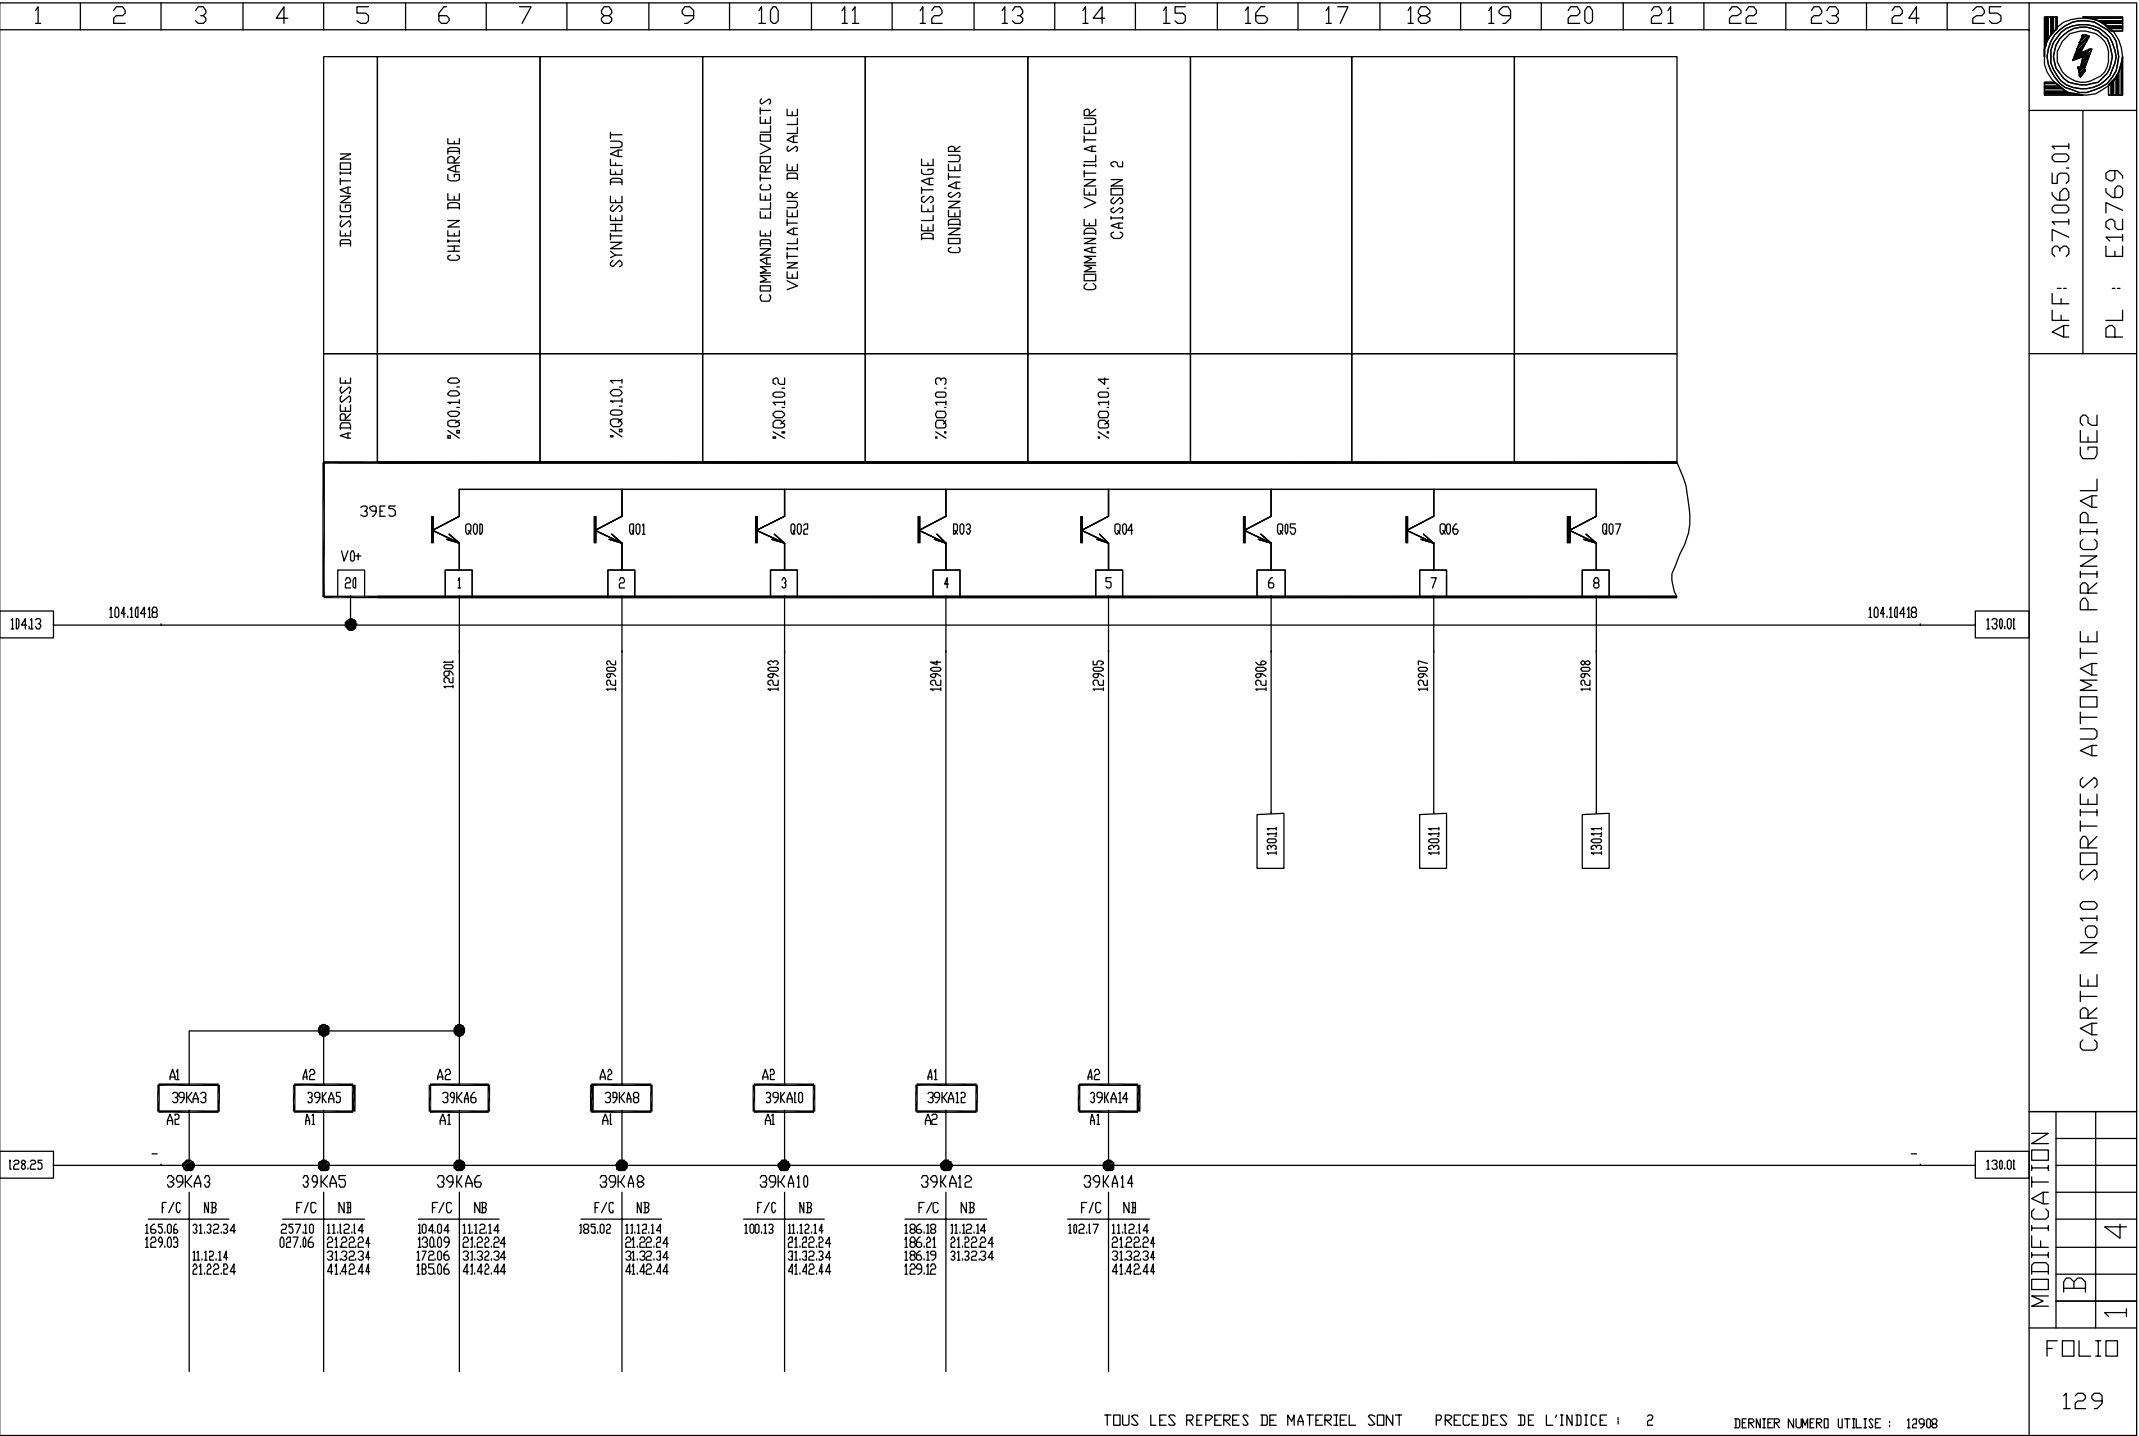 1 2 3 4 5 6 7 8 9 10 11 12 13 14 15 16 17 18 19 20 21 22 23 24 25
DESIGNATION
CHIEN DE GARDE
SYNTHESE DEFAUT
COMMANDE ELECTROVOLETS
VENTILATEUR DE SALLE
DELESTAGE
CONDENSATEUR
COMMANDE VENTILATEUR
CAISSON 2
ADRESSE
%Q0.10.0
%Q0.10.1
%Q0.10.2
%Q0.10.3
%Q0.10.4
39E5
Q00 Q01 Q02 Q03 Q04 Q05 Q06 Q07
V0+
20 1 2 3 4 5 6 7 8
104.13 104.10418 104.10418 130.01
12901 12902 12903 12904 12905 12906 12907 12908
130.11 130.11 130.11
A1 A2 A2 A2 A2 A1 A2
39KA3 39KA5 39KA6 39KA8 39KA10 39KA12 39KA14
A2 A1 A1 A1 A1 A2 A1
128.25 - - 130.01
39KA3 39KA5 39KA6 39KA8 39KA10 39KA12 39KA14
F/C NB F/C NB F/C NB F/C NB F/C NB F/C NB F/C NB
165.06 31.32.34 257.10 11.12.14 104.04 11.12.14 185.02 11.12.14 100.13 11.12.14 186.18 11.12.14 102.17 11.12.14
129.03 027.06 21.22.24 130.09 21.22.24 21.22.24 21.22.24 186.21 21.22.24 21.22.24
11.12.14 31.32.34 172.06 31.32.34 31.32.34 31.32.34 186.19 31.32.34 31.32.34
21.22.24 41.42.44 185.06 41.42.44 41.42.44 41.42.44 129.12 41.42.44
TOUS LES REPERES DE MATERIEL SONT PRECEDES DE L'INDICE : 2
DERNIER NUMERO UTILISE : 12908
AFF: 371065.01
PL : E12769
CARTE No10 SORTIES AUTOMATE PRINCIPAL GE2
MODIFICATION
B
1 4
FOLIO
129